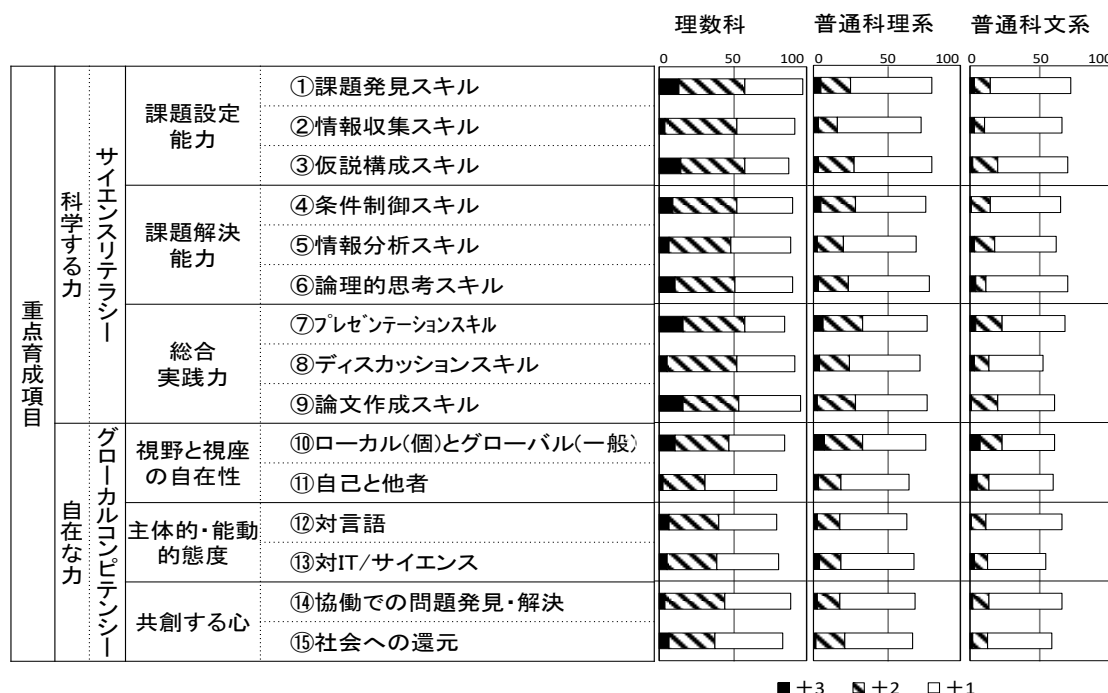 理数科 普通科理系 普通科文系
0 50 100 0 50 100 0 50 100
重点育成項目
科学する力
サイエンスリテラシー
課題設定
能力
①課題発見スキル
②情報収集スキル
③仮説構成スキル
課題解決
能力
④条件制御スキル
⑤情報分析スキル
⑥論理的思考スキル
総合
実践力
⑦プレゼンテーションスキル
⑧ディスカッションスキル
⑨論文作成スキル
自在な力
グローカルコンピテンシー
視野と視座
の自在性
⑩ローカル(個)とグローバル(一般)
⑪自己と他者
主体的・能動
的態度
⑫対言語
⑬対IT/サイエンス
共創する心
⑭協働での問題発見・解決
⑮社会への還元
■+3 +2 □+1